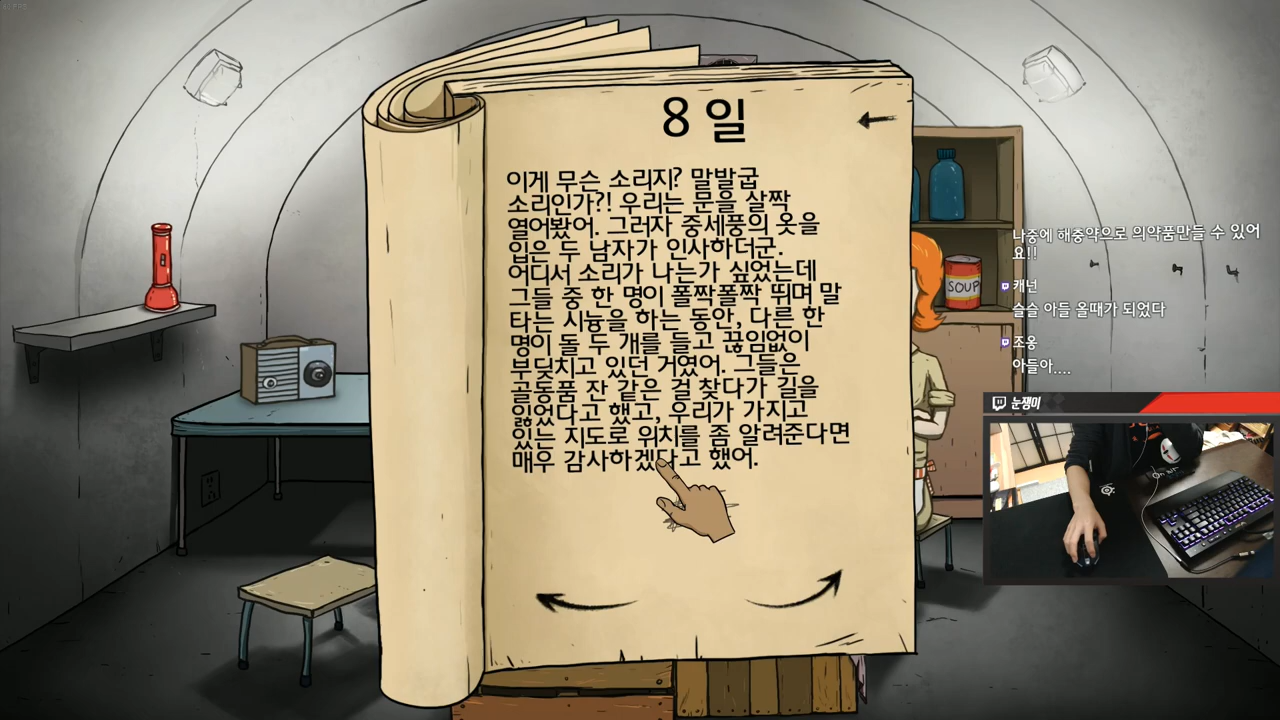 8 일
이게 무슨 소리지? 말발굽
소리인가?! 우리는 문을 살짝
열어봤어. 그러자 중세풍의 옷을
입은 두 남자가 인사하더군.
어디서 소리가 나는가 싶었는데
그들 중 한 명이 폴짝폴짝 뛰며 말
타는 시늉을 하는 동안, 다른 한
명이 돌 두 개를 들고 끊임없이
부딪치고 있던 거였어. 그들은
골동품 잔 같은 걸 찾다가 길을
잃었다고 했고, 우리가 가지고
있는 지도로 위치를 좀 알려준다면
매우 감사하겠다고 했어.
SOUP
나중에 해충약으로 의약품만들 수 있어
요!!
캐넌
슬슬 아들 올때가 되었다
조옹
아들아....
눈쟁이